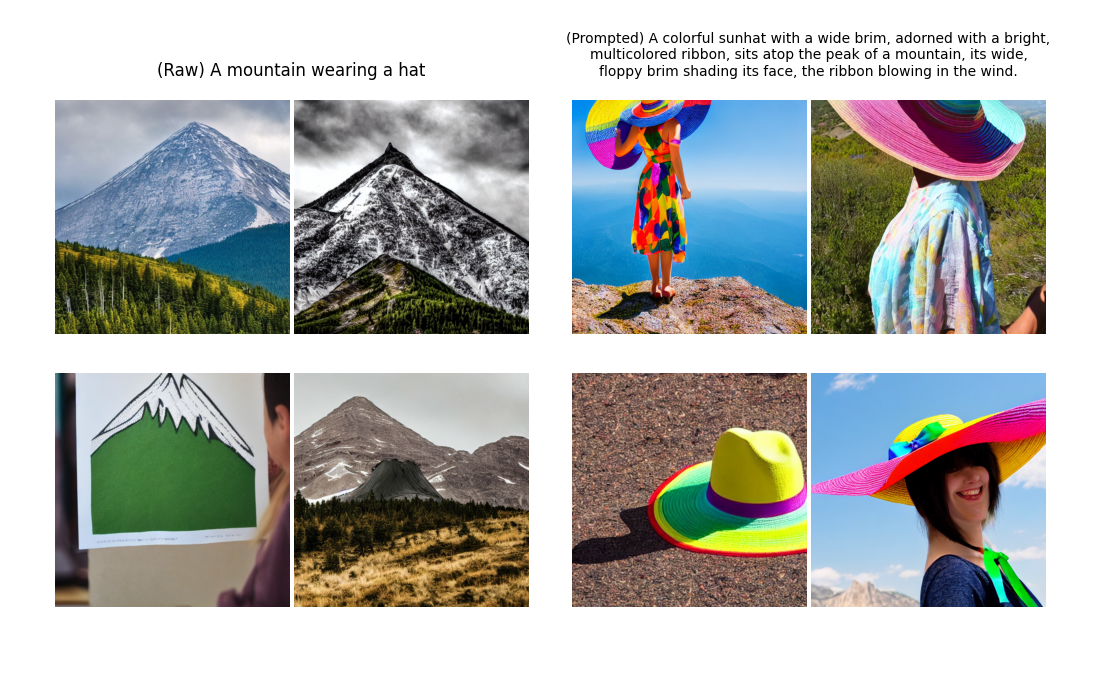 (Raw) A mountain wearing a hat
(Prompted) A colorful sunhat with a wide brim, adorned with a bright,
multicolored ribbon, sits atop the peak of a mountain, its wide,
floppy brim shading its face, the ribbon blowing in the wind.